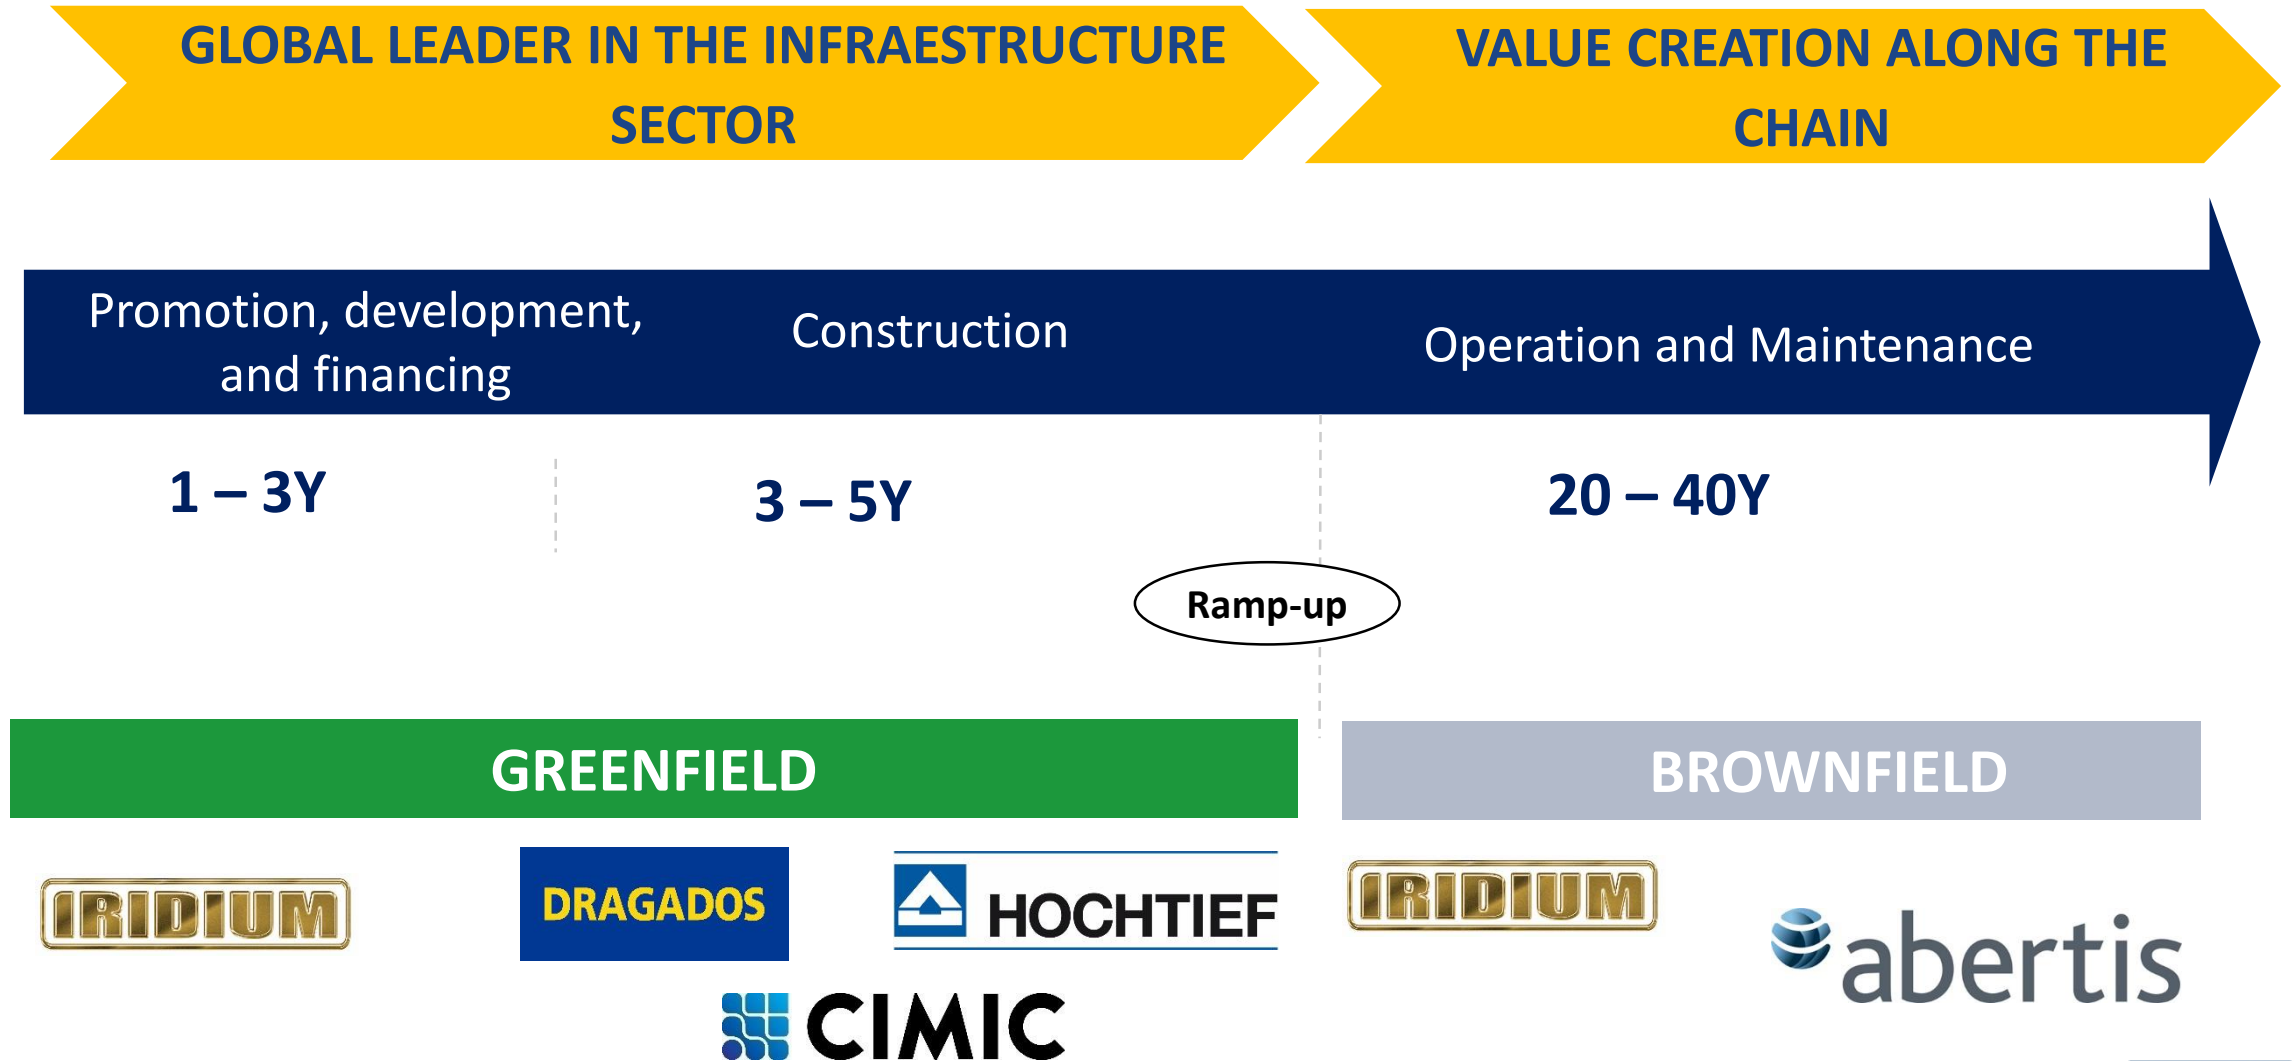 GLOBAL LEADER IN THE INFRAESTRUCTURE
SECTOR
VALUE CREATION ALONG THE
CHAIN
Promotion, development,
and financing
Construction
Operation and Maintenance
1 – 3Y
3 – 5Y
20 – 40Y
Ramp-up
GREENFIELD
BROWNFIELD
IRIDIUM
DRAGADOS
HOCHTIEF
IRIDIUM
abertis
CIMIC